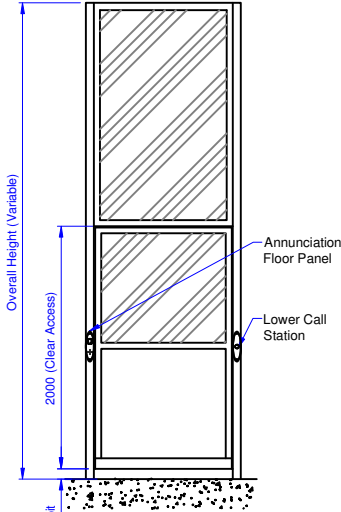 Overall Height (Variable)
2000 (Clear Access)
Annunciation
Floor Panel
Lower Call
Station